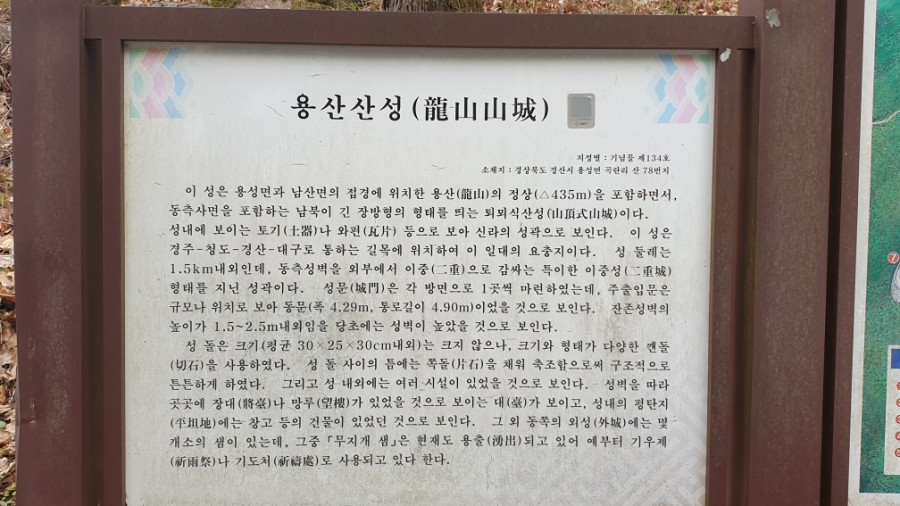 용산산성(龍山山城)
지정별 : 기념물 제134호
소재지 : 경상북도 경산시 용성면 곡란리 산 78번지
이 성은 용성면과 남산면의 접경에 위치한 용산(龍山)의 정상(△435m)을 포함하면서,
동측사면을 포함하는 남북이 긴 장방형의 형태를 띄는 퇴뫼식산성(山頂式山城)이다.
성내에 보이는 토기(土器)나 와편(瓦片) 등으로 보아 신라의 성곽으로 보인다. 이 성은
경주-청도-경산-대구로 통하는 길목에 위치하여 이 일대의 요충지이다. 성 둘레는
1.5km내외인데, 동측성벽을 외부에서 이중(二重)으로 감싸는 특이한 이중성(二重城)
형태를 지닌 성곽이다. 성문(城門)은 각 방면으로 1곳씩 마련하였는데, 주출입문은
규모나 위치로 보아 동문(폭 4.29m, 통로길이 4.90m)이었을 것으로 보인다. 잔존성벽의
높이가 1.5~2.5m내외임을 당초에는 성벽이 높았을 것으로 보인다.
성 돌은 크기(평균 30×25×30cm내외)는 크지 않으나, 크기와 형태가 다양한 깬돌
(切石)을 사용하였다. 성 돌 사이의 틈에는 쪽돌(片石)을 채워 축조함으로써 구조적으로
튼튼하게 하였다. 그리고 성 내외에는 여러 시설이 있었을 것으로 보인다. 성벽을 따라
곳곳에 장대(將臺)나 망루(望樓)가 있었을 것으로 보이는 대(臺)가 보이고, 성내의 평탄지
(平坦地)에는 창고 등의 건물이 있었던 것으로 보인다. 그 외 동쪽의 외성(外城)에는 몇
개소의 샘이 있는데, 그중 『무지개 샘』은 현재도 용출(湧出)되고 있어 예부터 기우제
(祈雨祭)나 기도처(祈禱處)로 사용되고 있다 한다.
7